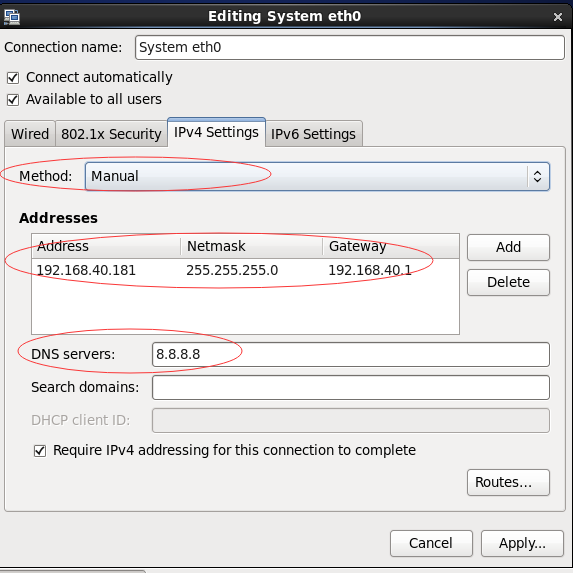 Editing System eth0
Connection name: System eth0
Connect automatically
Available to all users
Wired 802.1x Security IPv4 Settings IPv6 Settings
Method: Manual
Addresses
Address Netmask Gateway Add
192.168.40.181 255.255.255.0 192.168.40.1
Delete
DNS servers: 8.8.8.8
Search domains:
DHCP client ID:
Require IPv4 addressing for this connection to complete
Routes...
Cancel Apply...